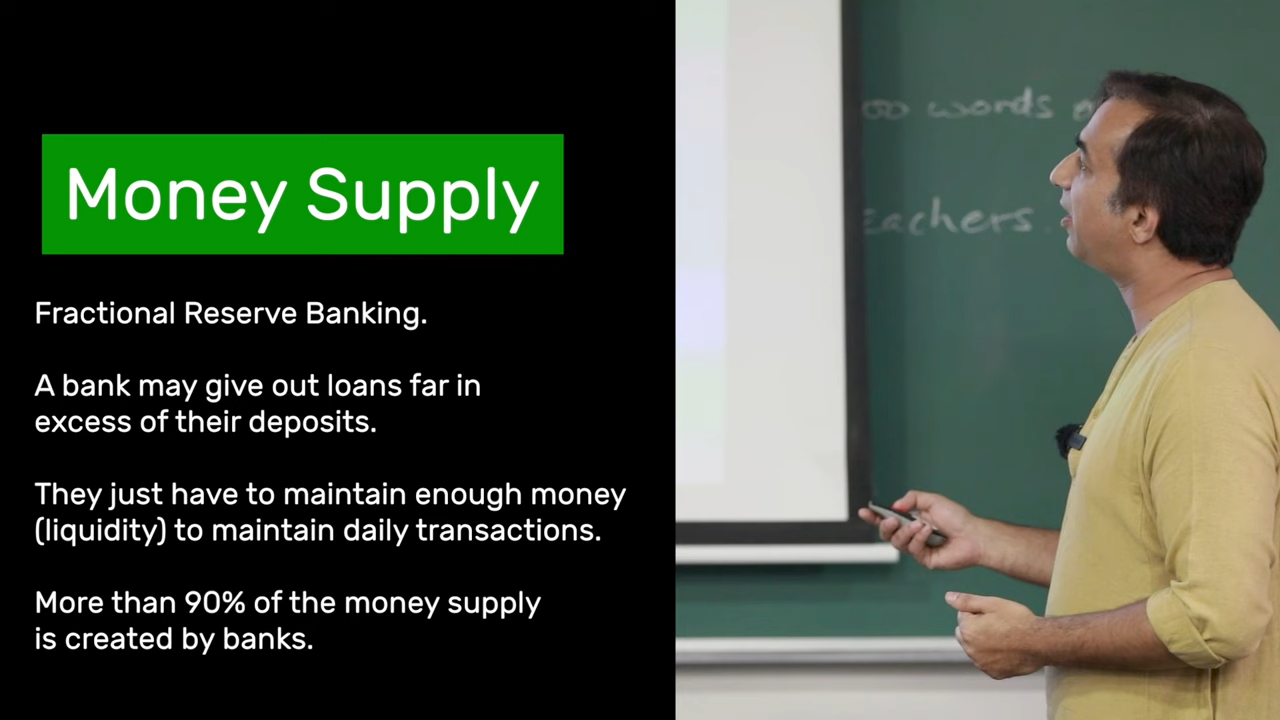 Money Supply
Fractional Reserve Banking.
A bank may give out loans far in
excess of their deposits.
They just have to maintain enough money
(liquidity) to maintain daily transactions.
More than 90% of the money supply
is created by banks.
words